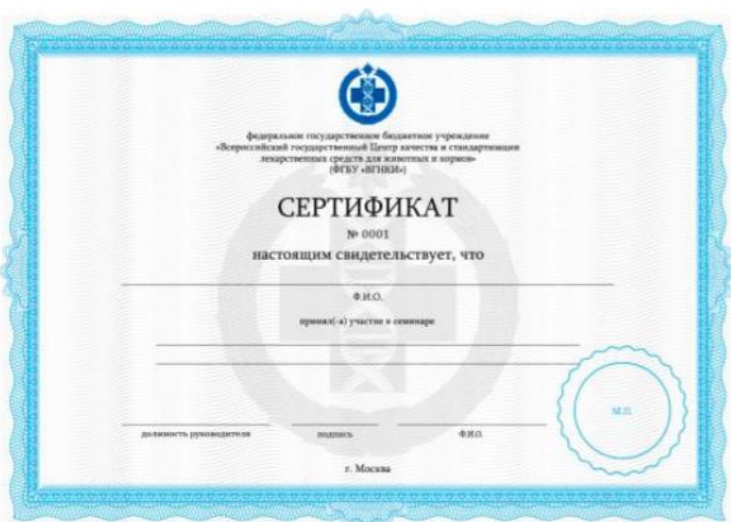 федеральное государственное бюджетное учреждение
«Всероссийский государственный Центр качества и стандартизации
лекарственных средств для животных и кормов»
(ФГБУ «ВГНКИ»)
СЕРТИФИКАТ
№ 0001
настоящим свидетельствует, что
Ф.И.О.
принял(-а) участие в семинаре
М.П.
должность руководителя подпись Ф.И.О.
г. Москва